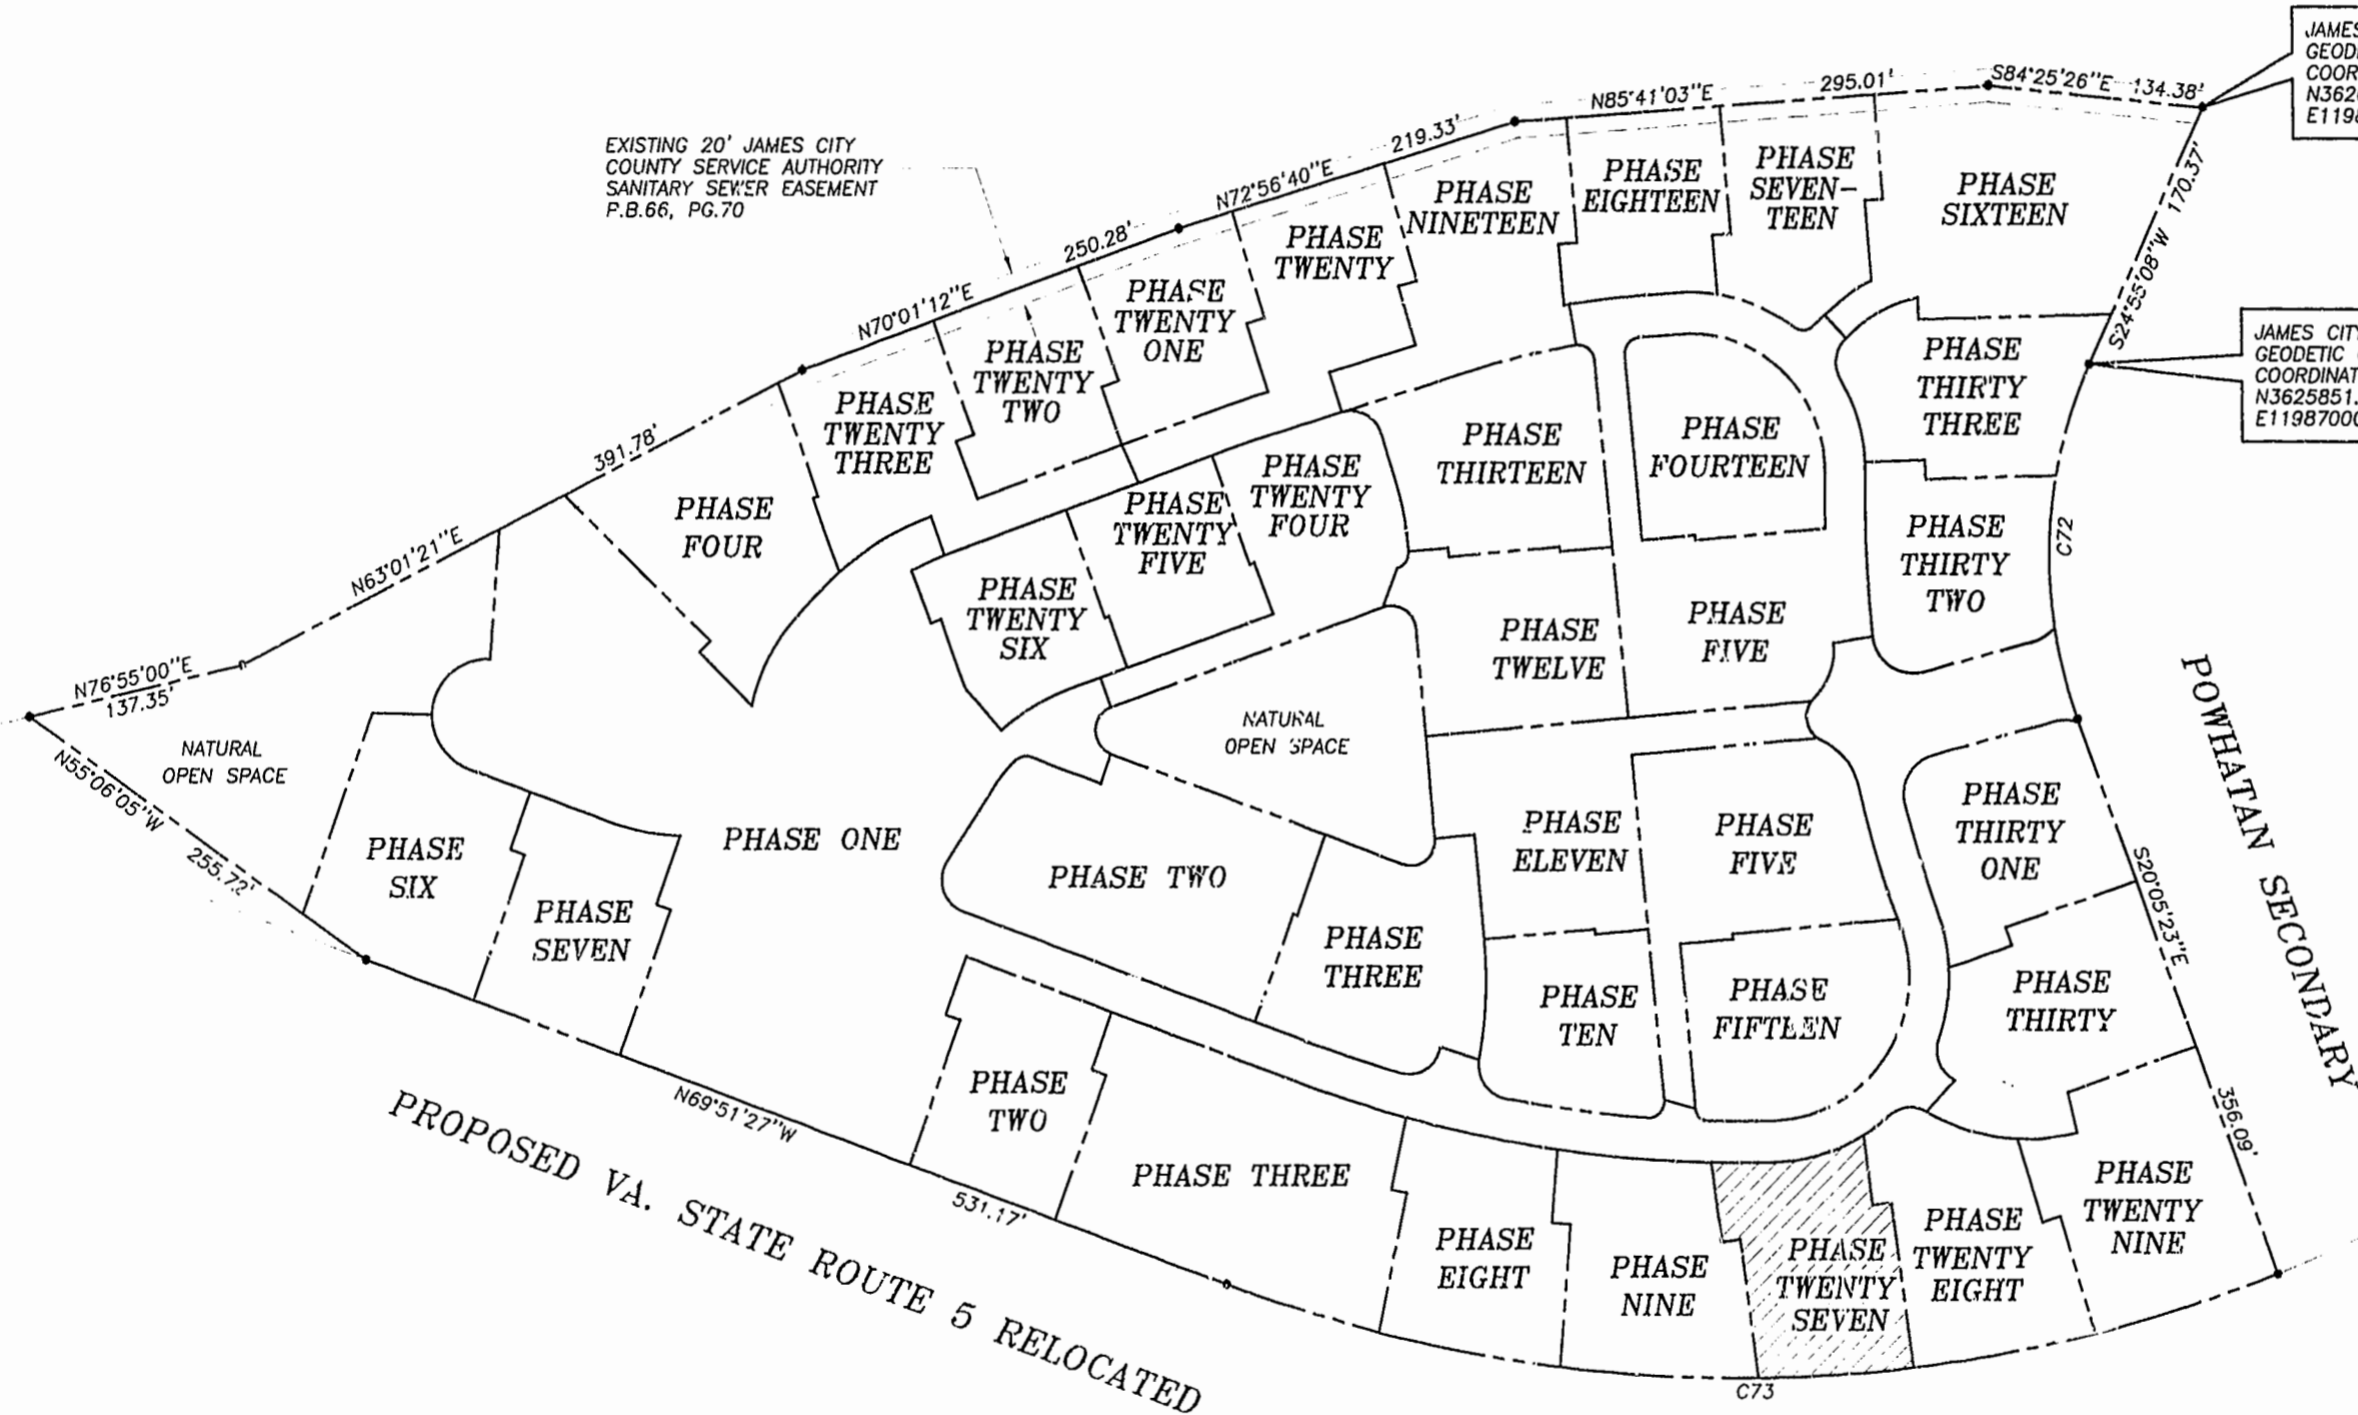 EXISTING 20' JAMES CITY
COUNTY SERVICE AUTHORITY
SANITARY SEWER EASEMENT
P.B.66, PG.70
N76°55'00"E
137.35'
N63°01'21"E
391.78'
N70°01'12"E
250.28'
N72°56'40"E
219.33'
N85°41'03"E
295.01'
S84°25'26"E
134.38'
S24°55'08"W 170.37'
JAMES CITY
GEODETIC
N3625851.
C72
S20°05'23"E
356.09'
C73
531.17'
N69°51'27"W
255.72'
N55°06'05"W
POWHATAN SECONDARY
PROPOSED VA. STATE ROUTE 5 RELOCATED
NATURAL
OPEN SPACE
PHASE
FOUR
PHASE
TWENTY
THREE
PHASE
TWENTY
TWO
PHASE
TWENTY
ONE
PHASE
TWENTY
PHASE
NINETEEN
PHASE
EIGHTEEN
PHASE
SEVEN-
TEEN
PHASE
SIXTEEN
PHASE
THIRTY
THREE
PHASE
THIRTEEN
PHASE
FOURTEEN
PHASE
TWENTY
FOUR
PHASE
TWENTY
FIVE
PHASE
TWENTY
SIX
PHASE
THIRTY
TWO
PHASE
TWELVE
PHASE
FIVE
NATURAL
OPEN SPACE
PHASE
SIX
PHASE
SEVEN
PHASE ONE
PHASE TWO
PHASE
THREE
PHASE
ELEVEN
PHASE
FIVE
PHASE
THIRTY
ONE
PHASE
TEN
PHASE
FIFTEEN
PHASE
THIRTY
PHASE
TWO
PHASE THREE
PHASE
EIGHT
PHASE
NINE
PHASE
TWENTY
SEVEN
PHASE
TWENTY
EIGHT
PHASE
TWENTY
NINE